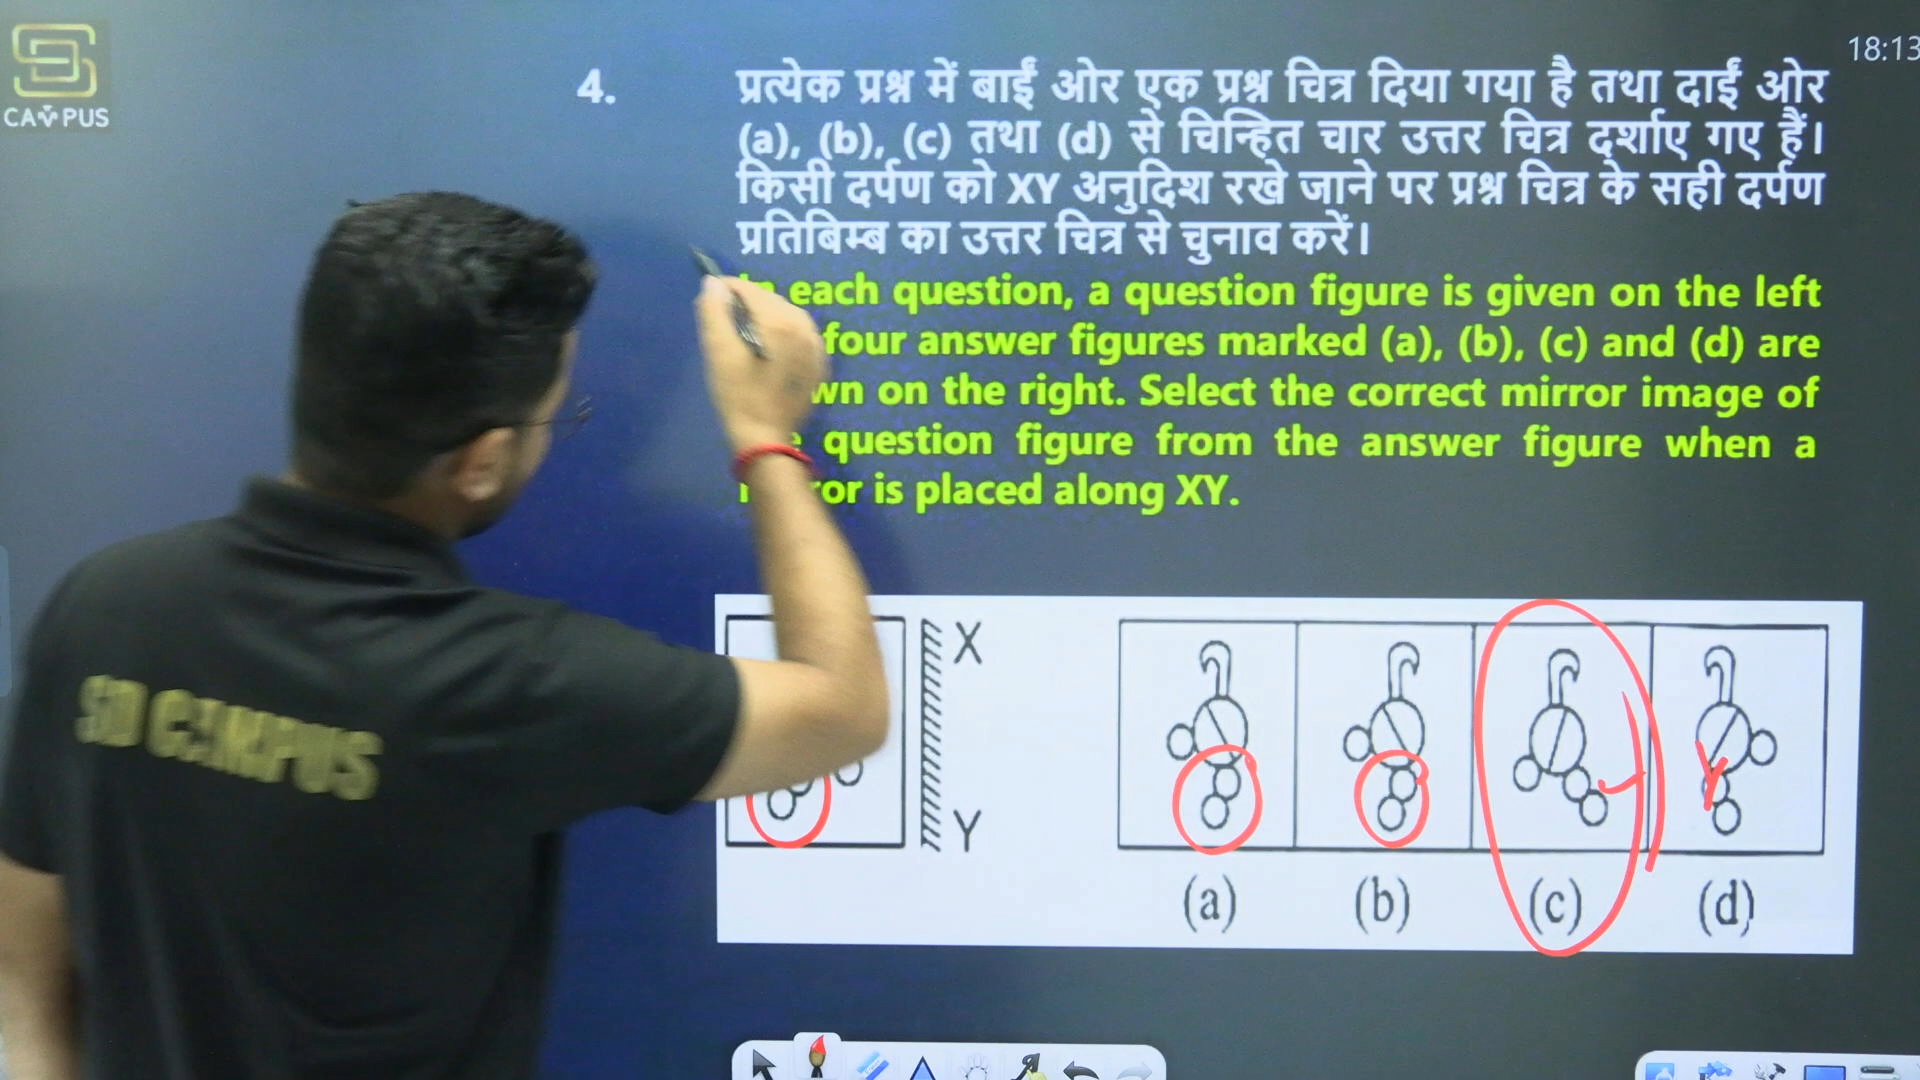 CAMPUS
18:13
4. प्रत्येक प्रश्न में बाईं ओर एक प्रश्न चित्र दिया गया है तथा दाईं ओर
(a), (b), (c) तथा (d) से चिन्हित चार उत्तर चित्र दर्शाए गए हैं।
किसी दर्पण को XY अनुदिश रखे जाने पर प्रश्न चित्र के सही दर्पण
प्रतिबिम्ब का उत्तर चित्र से चुनाव करें।
each question, a question figure is given on the left
four answer figures marked (a), (b), (c) and (d) are
on the right. Select the correct mirror image of
question figure from the answer figure when a
is placed along XY.
X
Y
(a) (b) (c) (d)
SD CAMPUS